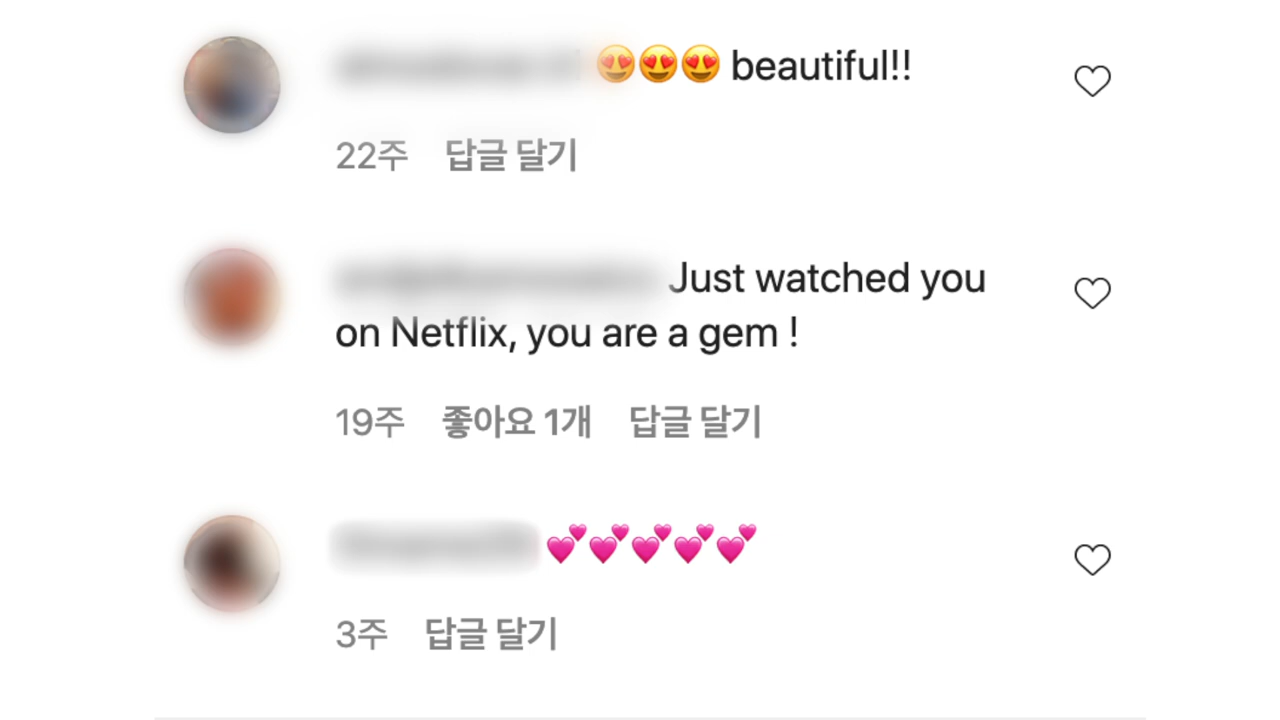 😍😍😍 beautiful!!
22주 답글 달기
Just watched you
on Netflix, you are a gem !
19주 좋아요 1개 답글 달기
💕💕💕💕💕
3주 답글 달기